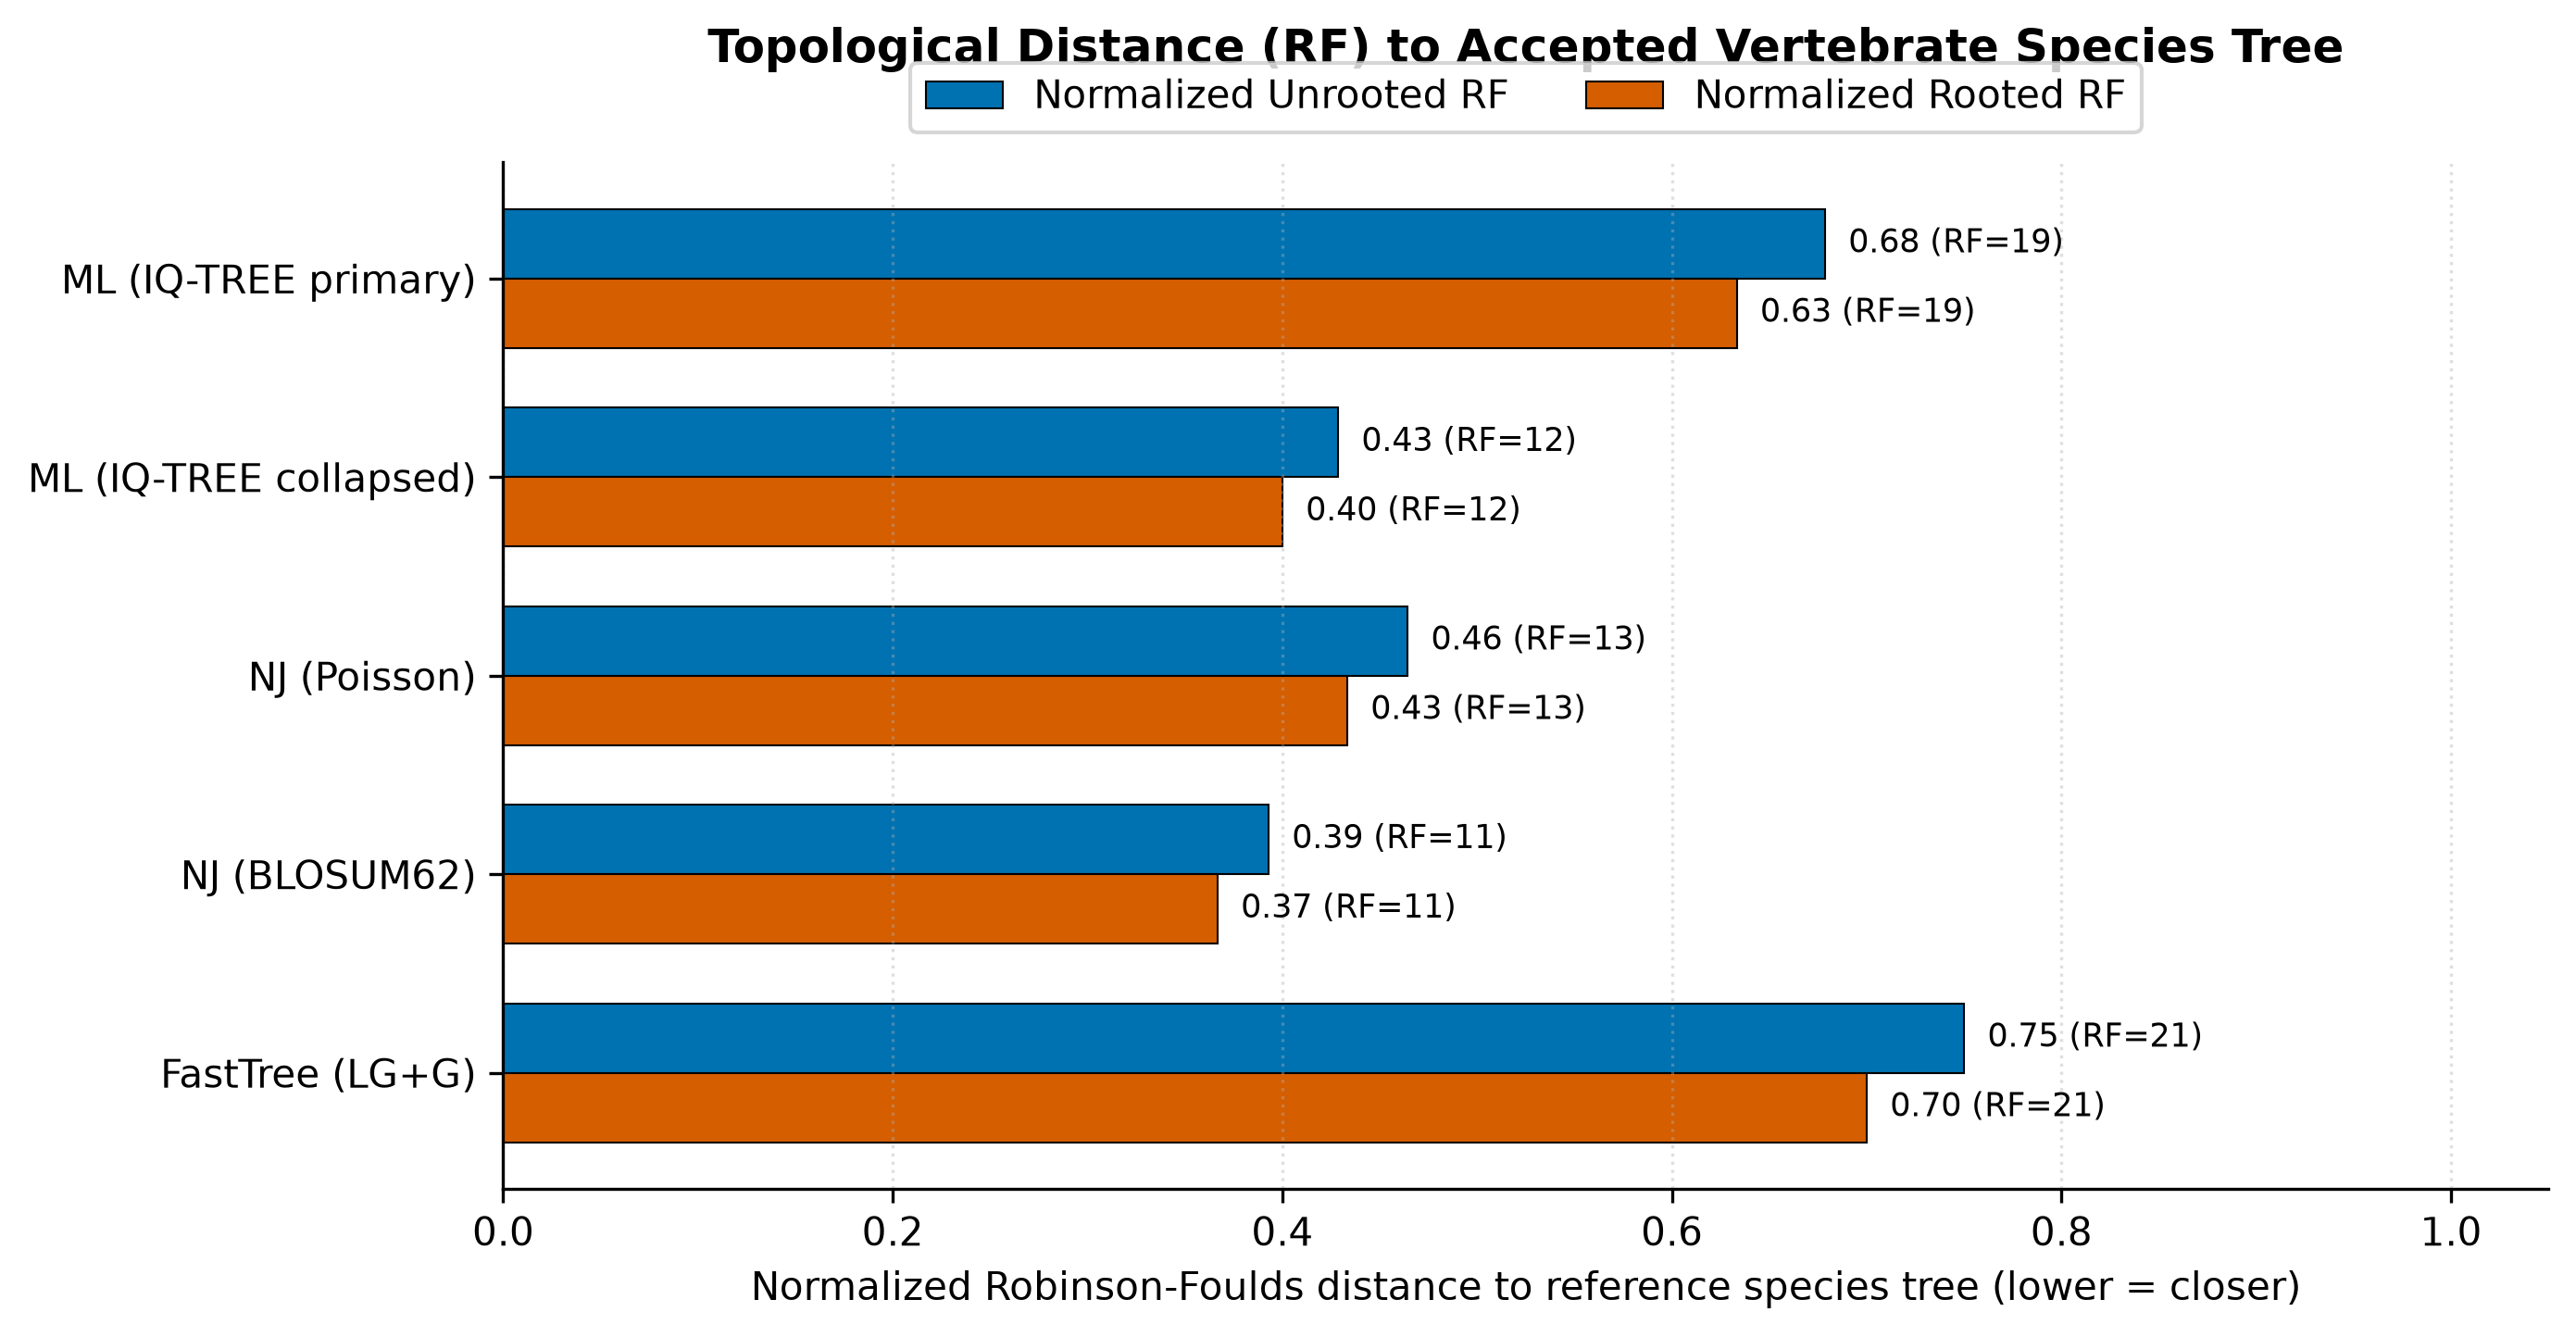 Topological Distance (RF) to Accepted Vertebrate Species Tree
Normalized Unrooted RF
Normalized Rooted RF
ML (IQ-TREE primary)
0.68 (RF=19)
0.63 (RF=19)
ML (IQ-TREE collapsed)
0.43 (RF=12)
0.40 (RF=12)
NJ (Poisson)
0.46 (RF=13)
0.43 (RF=13)
NJ (BLOSUM62)
0.39 (RF=11)
0.37 (RF=11)
FastTree (LG+G)
0.75 (RF=21)
0.70 (RF=21)
0.0 0.2 0.4 0.6 0.8 1.0
Normalized Robinson-Foulds distance to reference species tree (lower = closer)